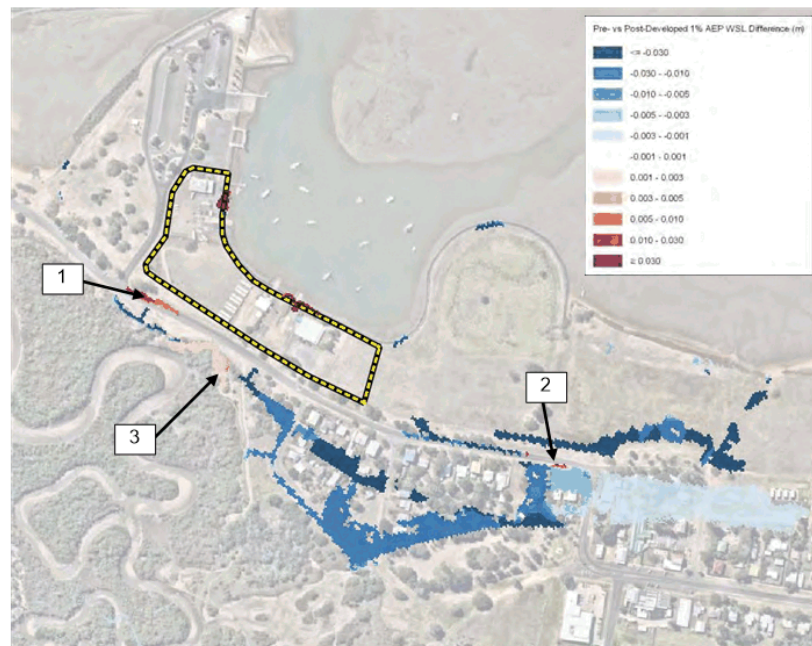 Pre- vs Post-Developed 1% AEP WSL Difference (m)
<= -0.030
-0.030 - -0.010
-0.010 - -0.005
-0.005 - -0.003
-0.003 - -0.001
-0.001 - 0.001
0.001 - 0.003
0.003 - 0.005
0.005 - 0.010
0.010 - 0.030
≥ 0.030
1
2
3